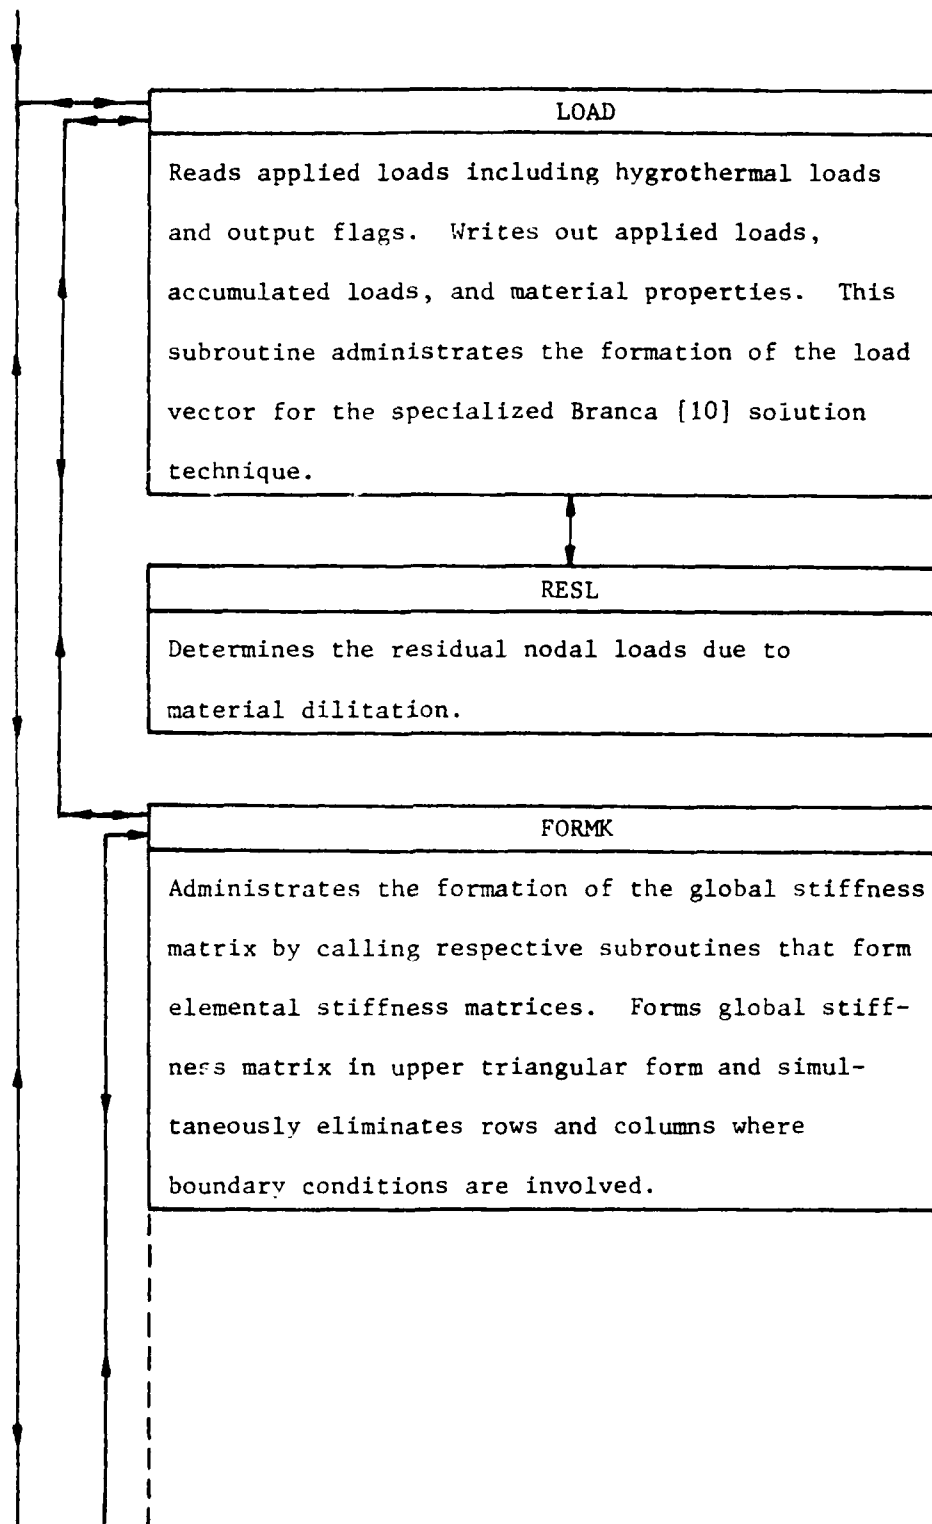 LOAD
Reads applied loads including hygrothermal loads
and output flags. Writes out applied loads,
accumulated loads, and material properties. This
subroutine administrates the formation of the load
vector for the specialized Branca [10] solution
technique.
RESL
Determines the residual nodal loads due to
material dilitation.
FORMK
Administrates the formation of the global stiffness
matrix by calling respective subroutines that form
elemental stiffness matrices. Forms global stiff-
ness matrix in upper triangular form and simul-
taneously eliminates rows and columns where
boundary conditions are involved.